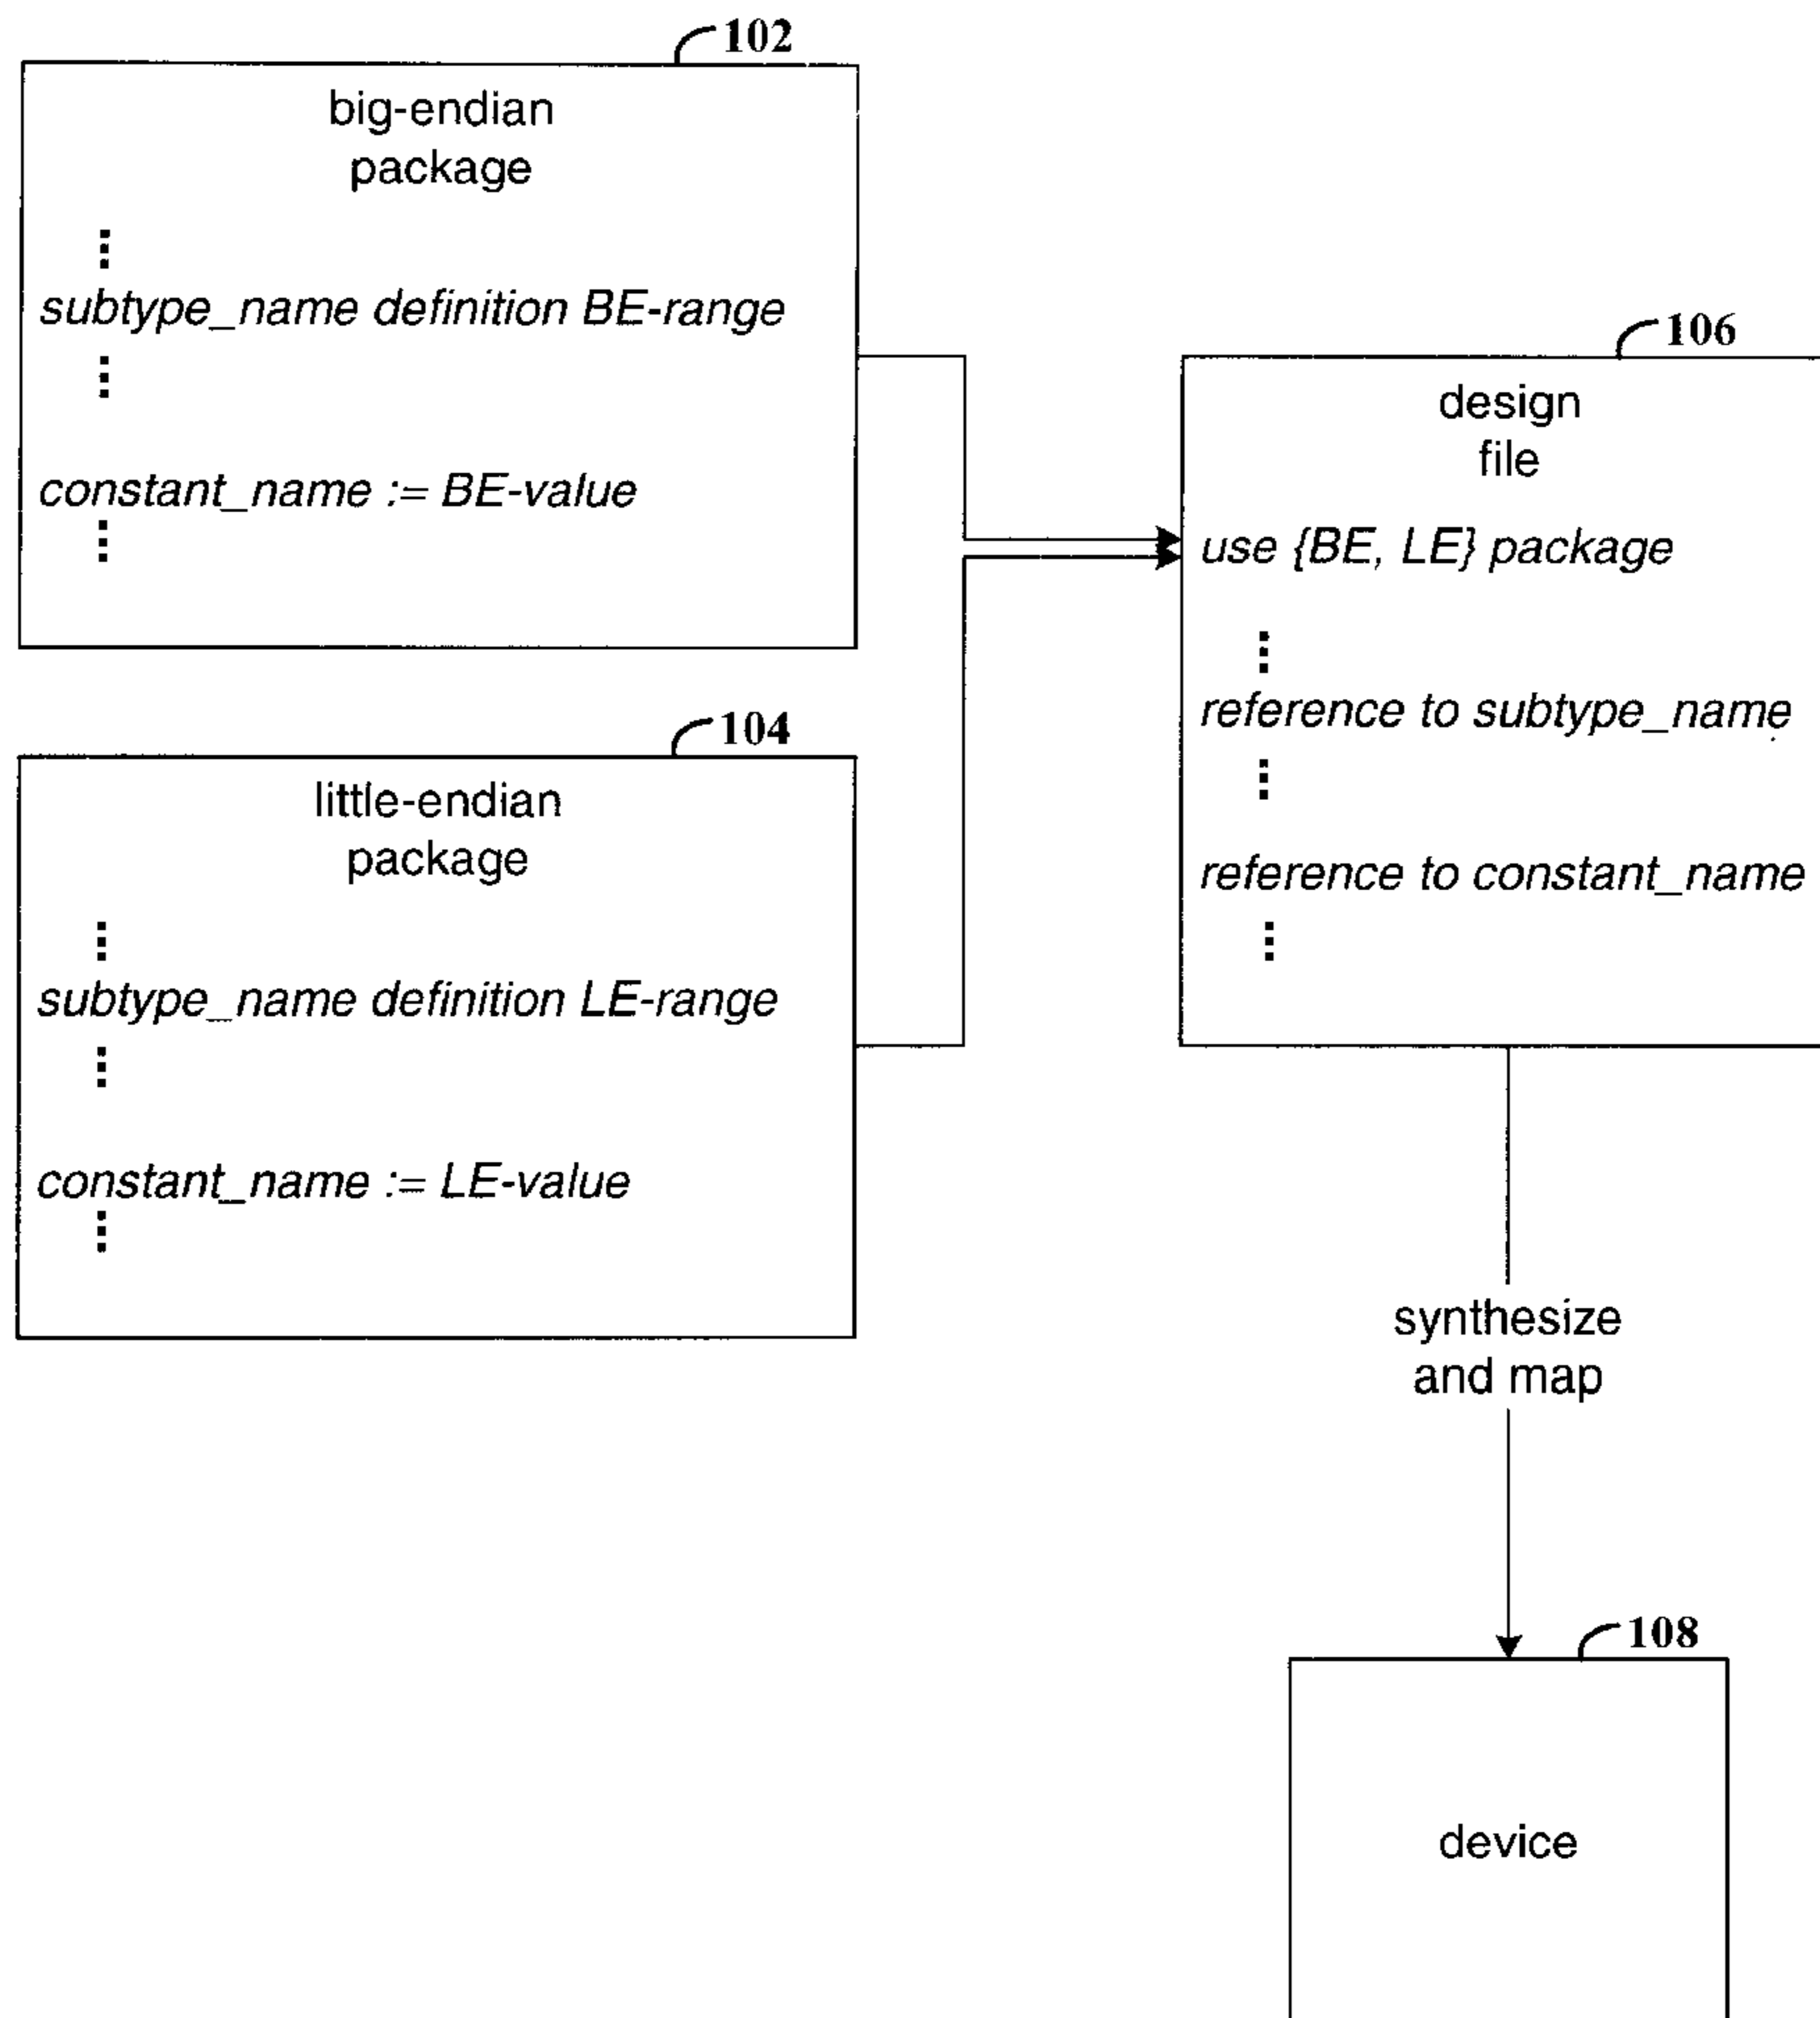 102
big-endian
package
subtype_name definition BE-range
constant_name := BE-value
104
little-endian
package
subtype_name definition LE-range
constant_name := LE-value
106
design
file
use {BE, LE} package
reference to subtype_name
reference to constant_name
synthesize
and map
108
device